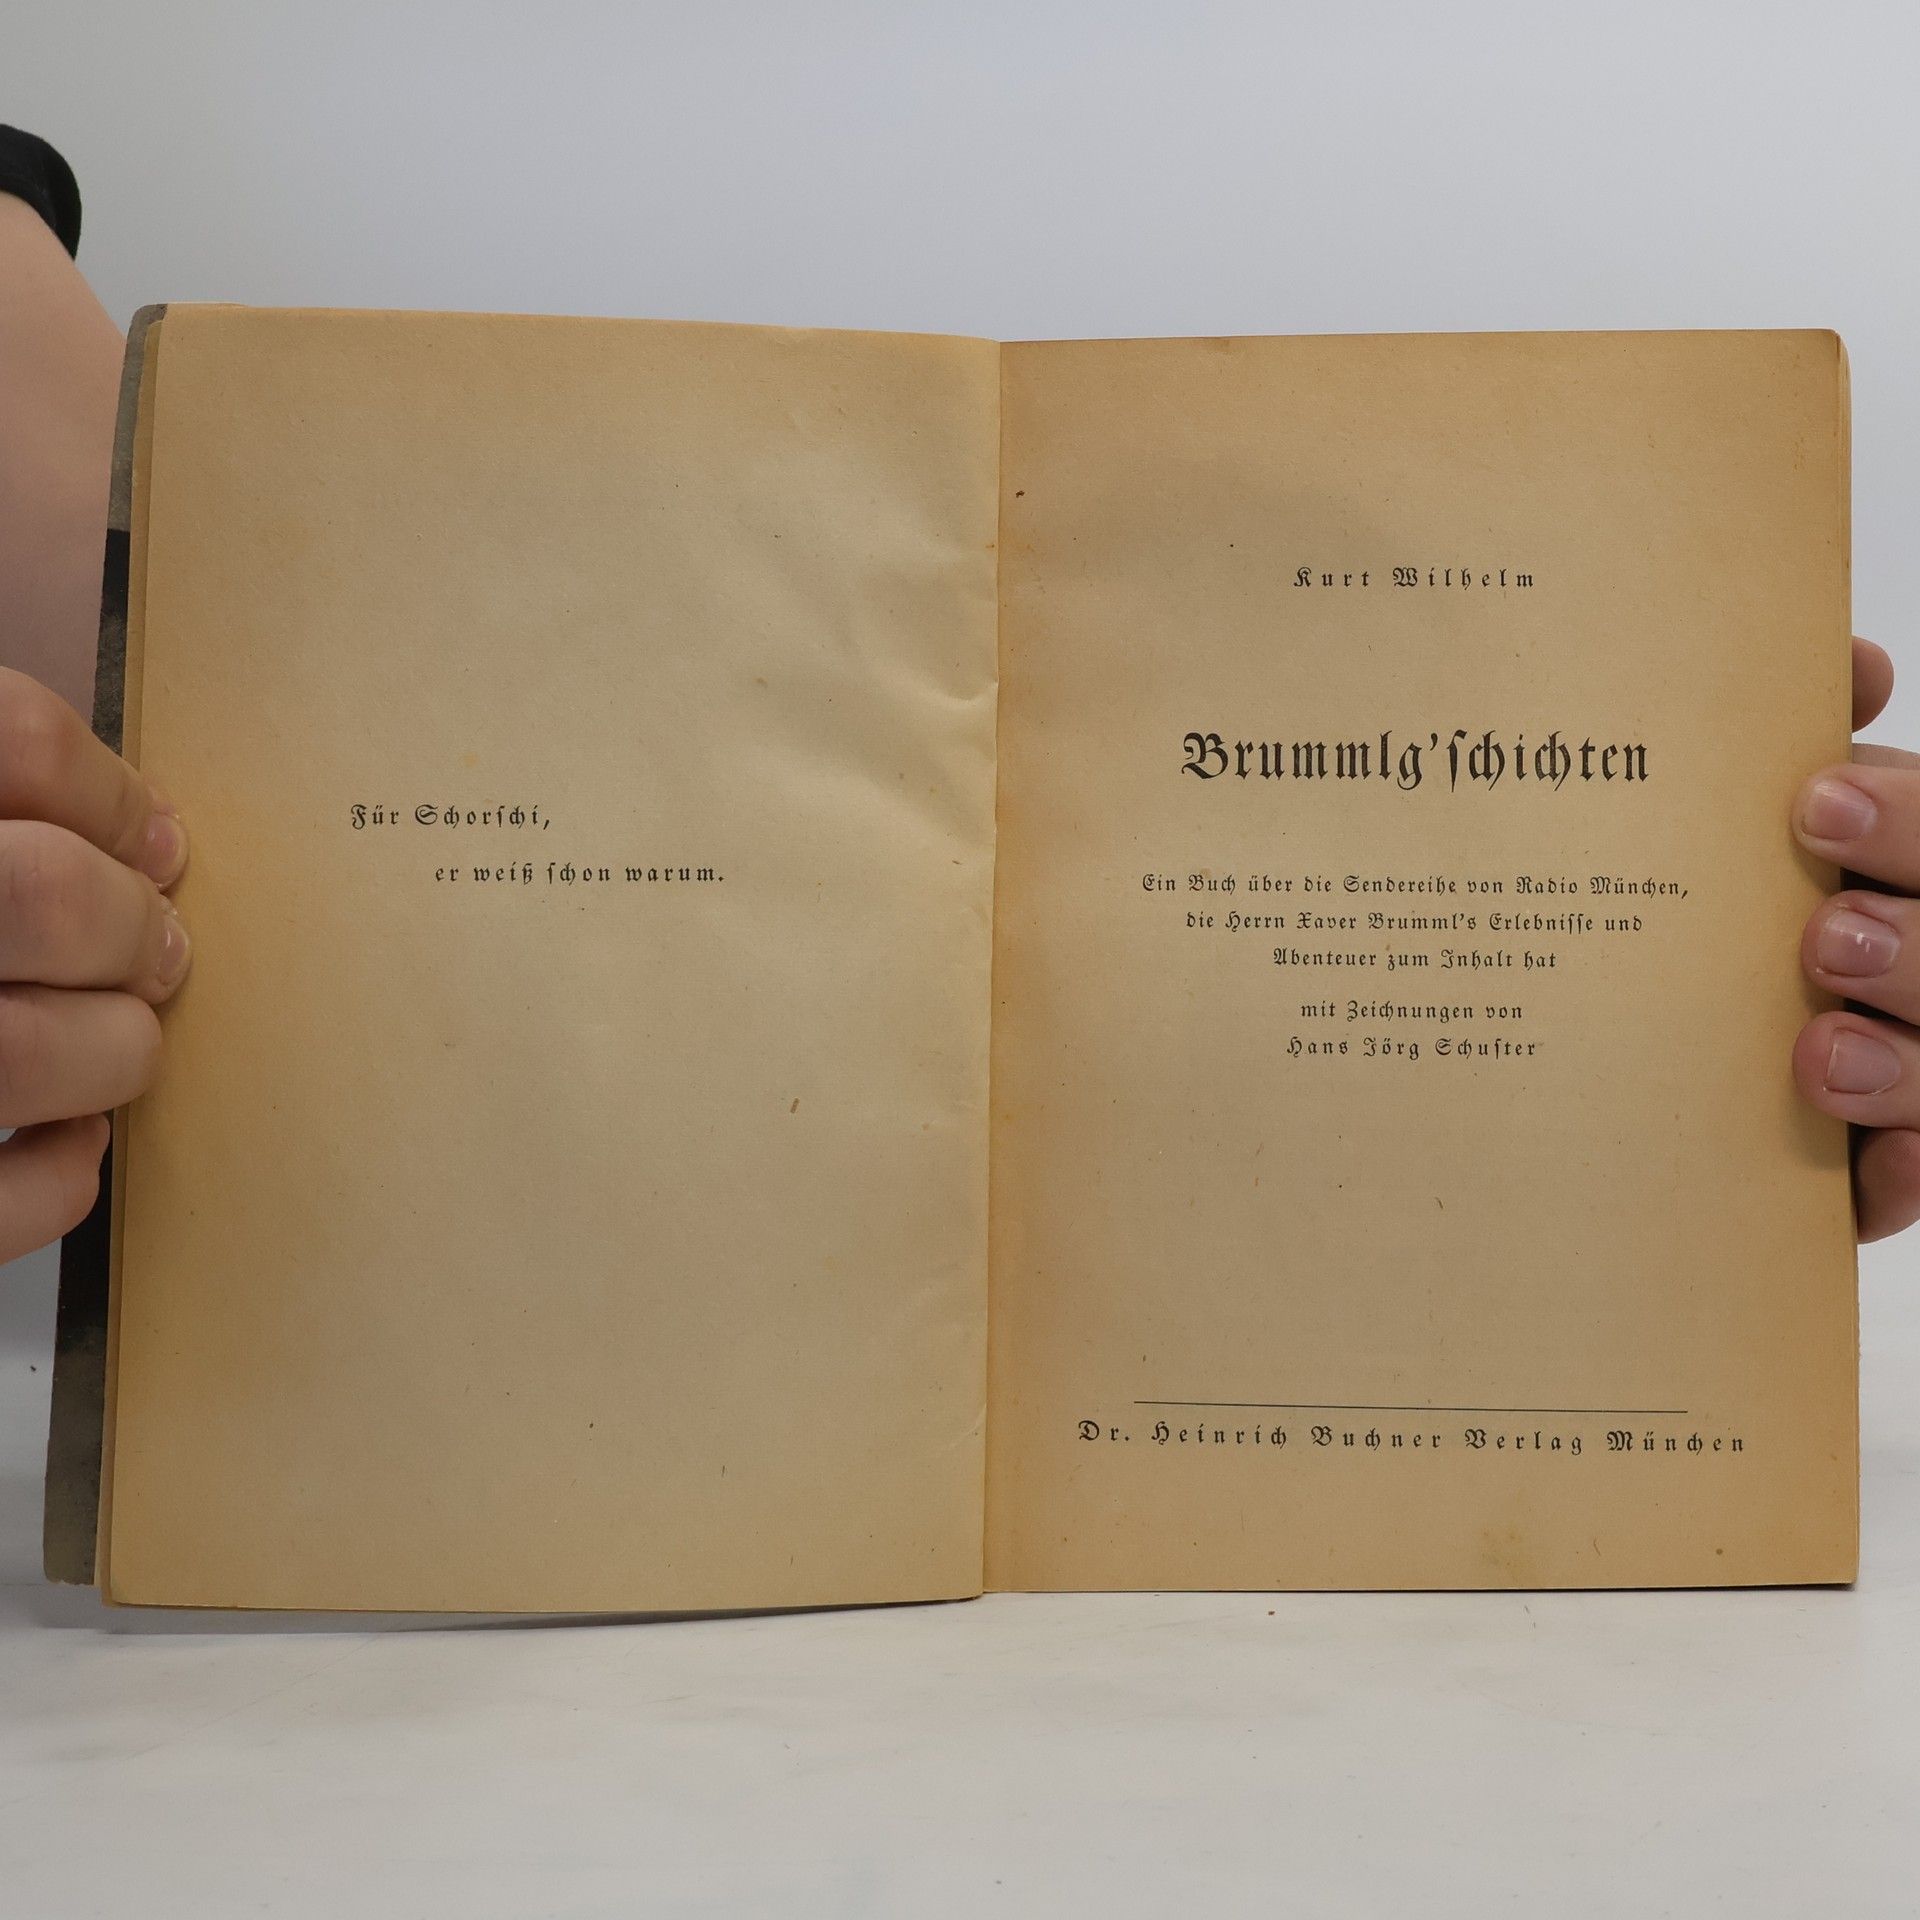 Für Schorſchi,
er weiß ſchon warum.
Kurt Wilhelm
Brummlg'ſchichten
Ein Buch über die Sendereihe von Radio München,
die Herrn Xaver Brumml's Erlebniſſe und
Abenteuer zum Inhalt hat
mit Zeichnungen von
Hans Jörg Schuſter
Dr. Heinrich Buchner Verlag München